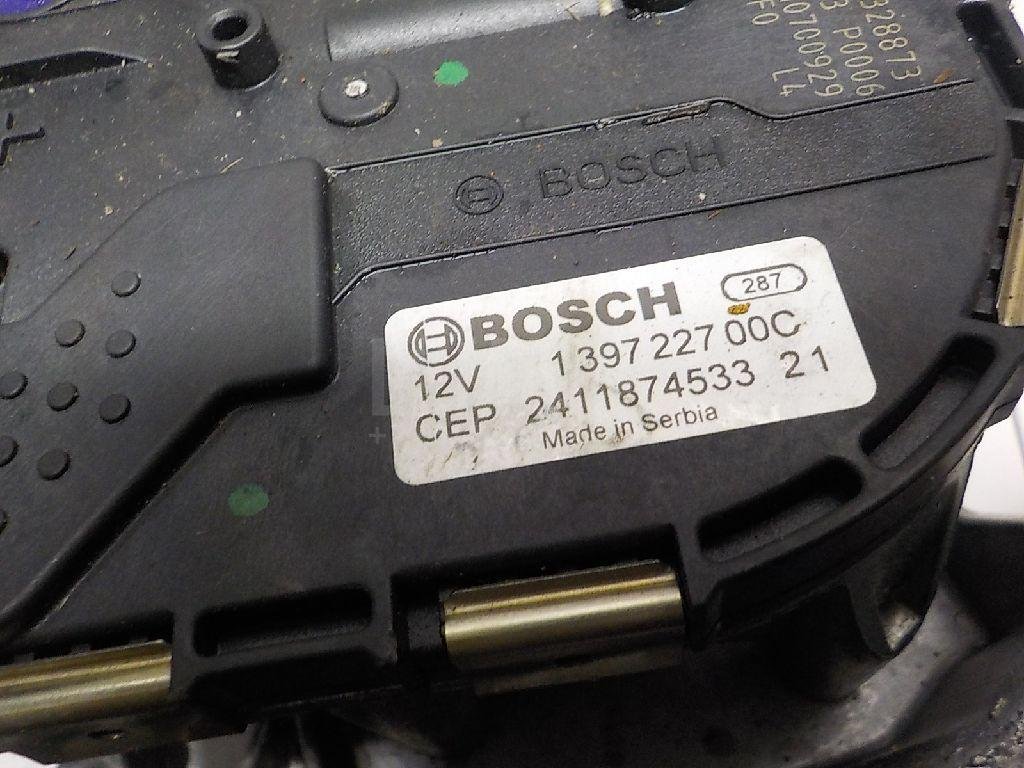 328873
3 P0006
0700929
F0 L4
BOSCH
BOSCH 287
12V 1 397 227 00C
CEP 2411874533 21
Made in Serbia